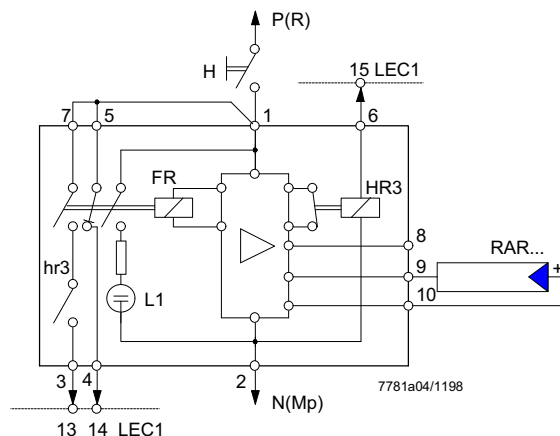 P(R)
H
15 LEC1
7 5 1 6
FR HR3
8
RAR...
9
+
hr3
10
L1
3 4 2
7781a04/1198
N(Mp)
13 14 LEC1